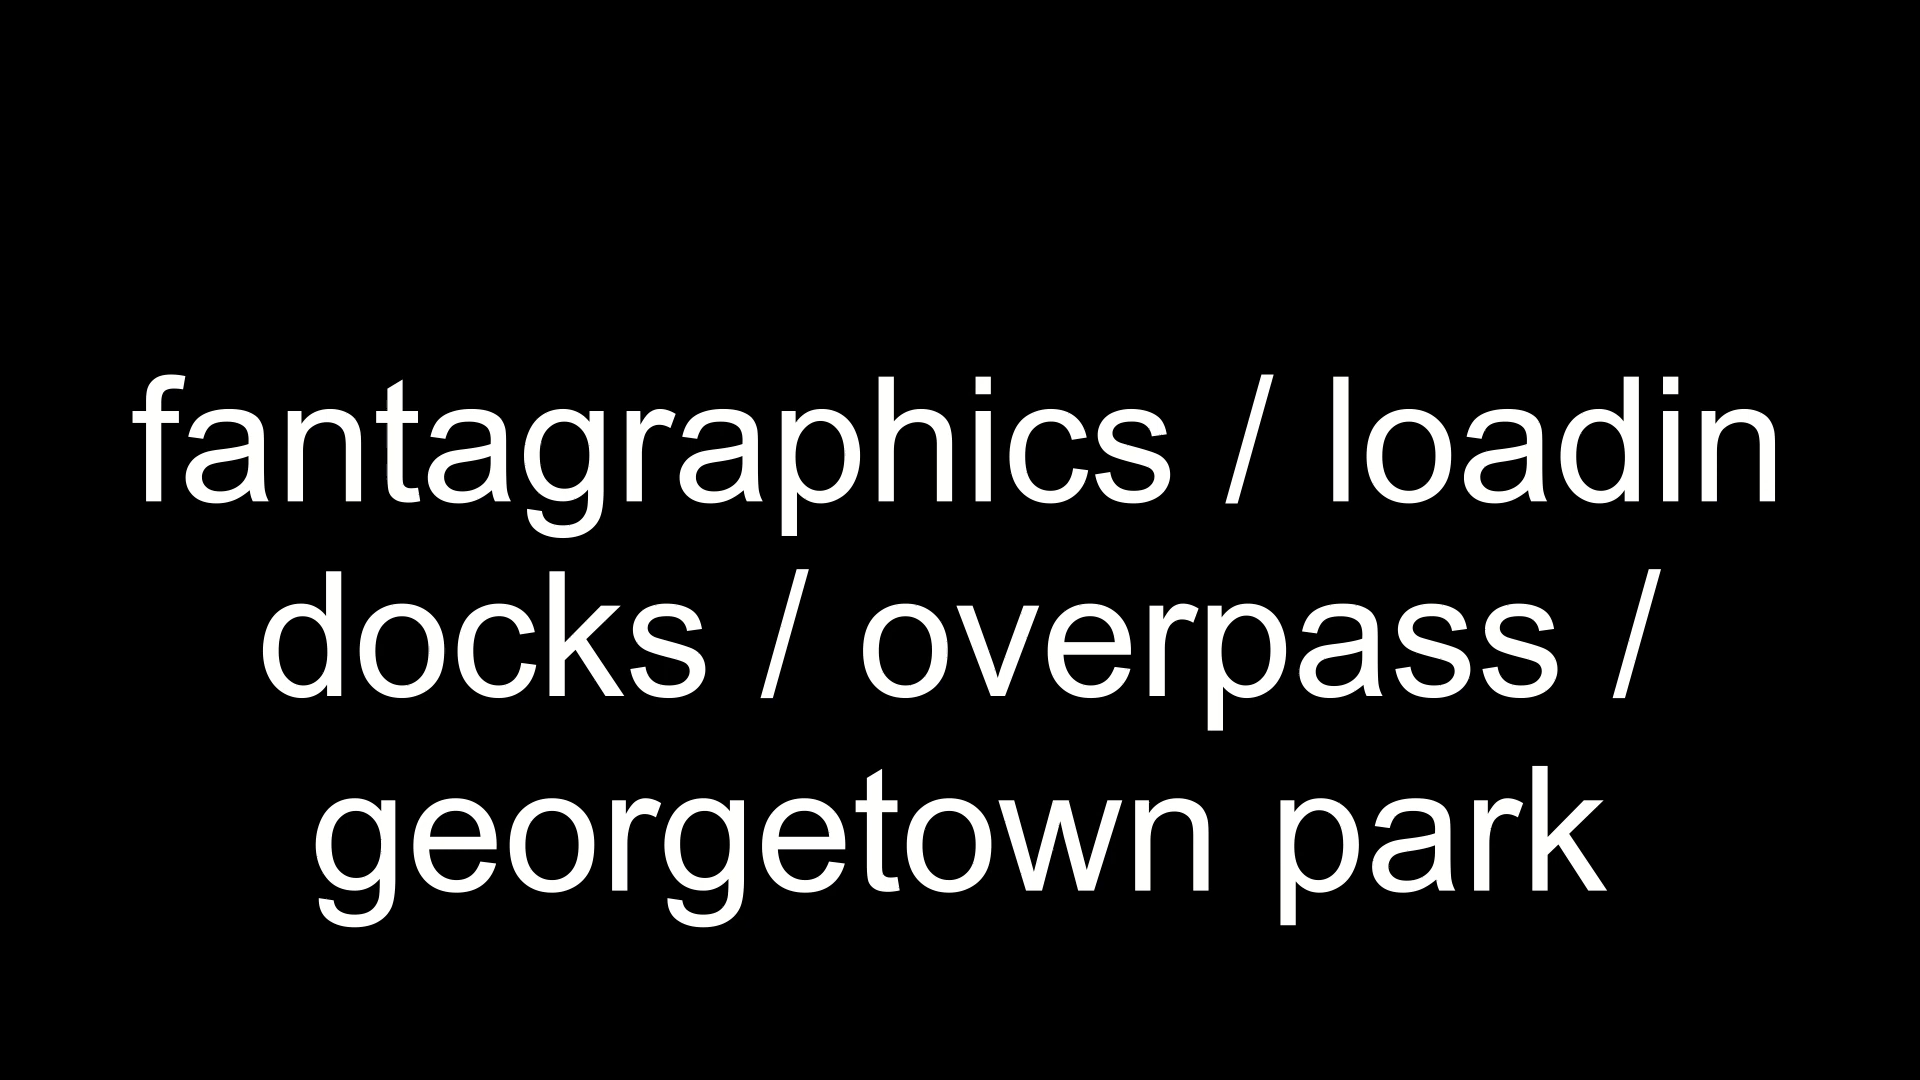 fantagraphics / loadin
docks / overpass /
georgetown park